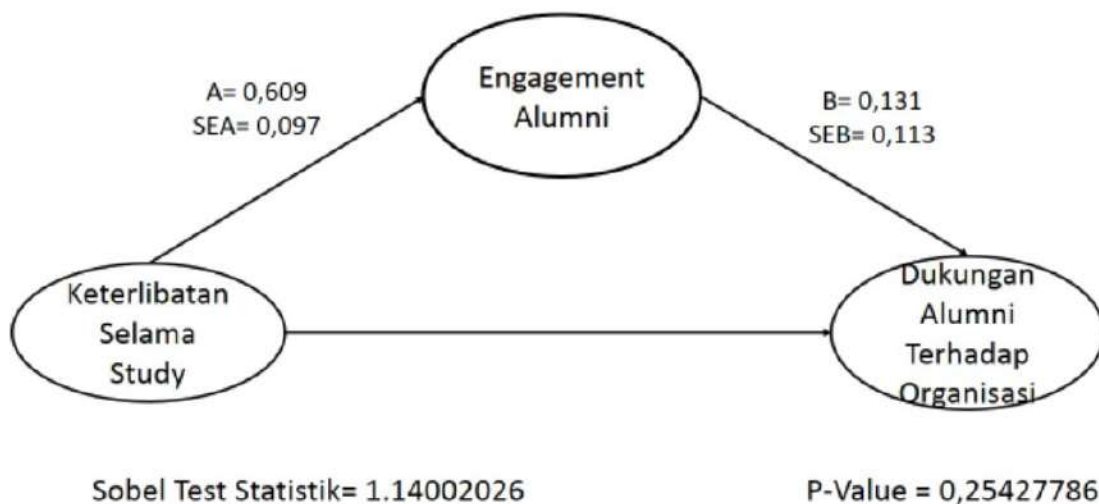 Engagement
Alumni
A= 0,609
SEA= 0,097
B= 0,131
SEB= 0,113
Keterlibatan
Selama
Study
Dukungan
Alumni
Terhadap
Organisasi
Sobel Test Statistik= 1.14002026
P-Value = 0,25427786